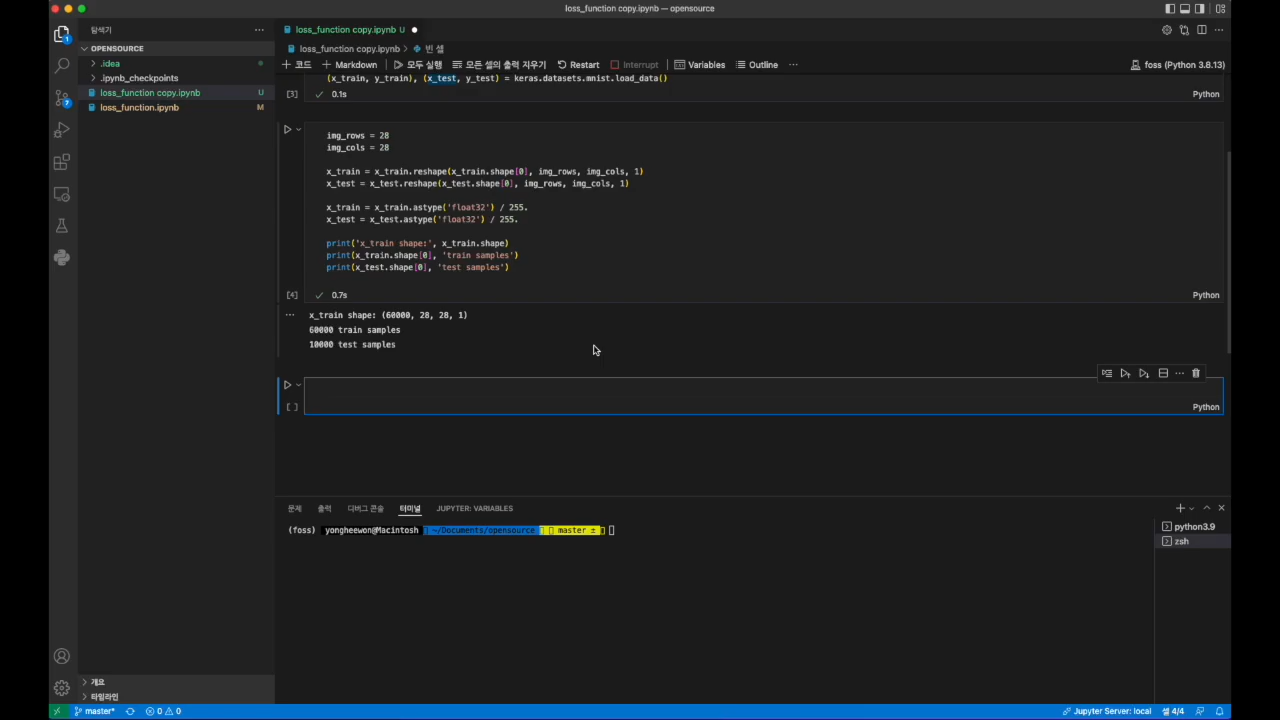 loss_function copy.ipynb — opensource
탐색기
loss_function copy.ipynb U
OPENSOURCE
loss_function copy.ipynb > 빈 셀
.idea
코드 Markdown 모두 실행 모든 셀의 출력 지우기 Restart Interrupt Variables Outline
foss (Python 3.8.13)
.ipynb_checkpoints
(x_train, y_train), (x_test, y_test) = keras.datasets.mnist.load_data()
loss_function copy.ipynb U
[3] 0.1s Python
loss_function.ipynb M
img_rows = 28
img_cols = 28
x_train = x_train.reshape(x_train.shape[0], img_rows, img_cols, 1)
x_test = x_test.reshape(x_test.shape[0], img_rows, img_cols, 1)
x_train = x_train.astype('float32') / 255.
x_test = x_test.astype('float32') / 255.
print('x_train shape:', x_train.shape)
print(x_train.shape[0], 'train samples')
print(x_test.shape[0], 'test samples')
[4] 0.7s Python
x_train shape: (60000, 28, 28, 1)
60000 train samples
10000 test samples
[ ] Python
문제 출력 디버그 콘솔 터미널 JUPYTER: VARIABLES
(foss) yongheewon@Macintosh ~/Documents/opensource master ±
python3.9
zsh
개요
타임라인
1
7
master* 0 0 Jupyter Server: local 셀 4/4